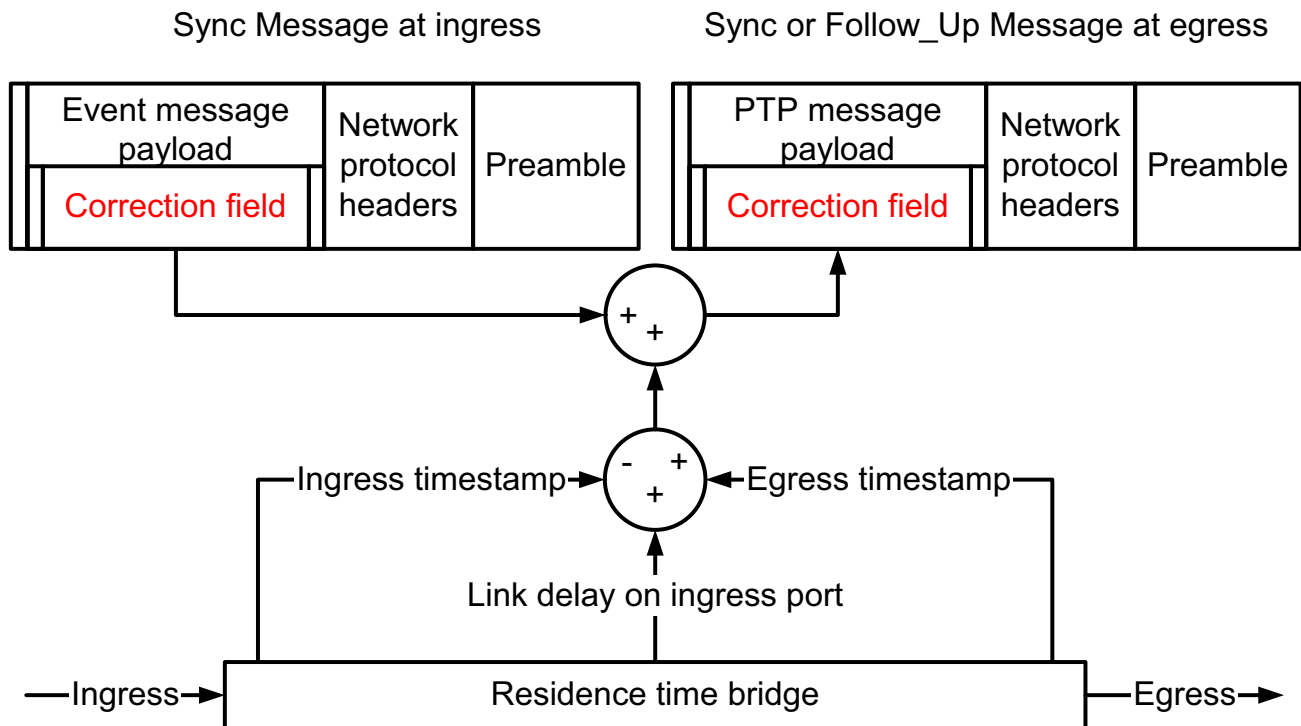 Sync Message at ingress
Sync or Follow_Up Message at egress
Event message
payload
Correction field
Network
protocol
headers
Preamble
PTP message
payload
Correction field
Network
protocol
headers
Preamble
+
+
Ingress timestamp
-
+
+
Egress timestamp
Link delay on ingress port
Ingress
Residence time bridge
Egress